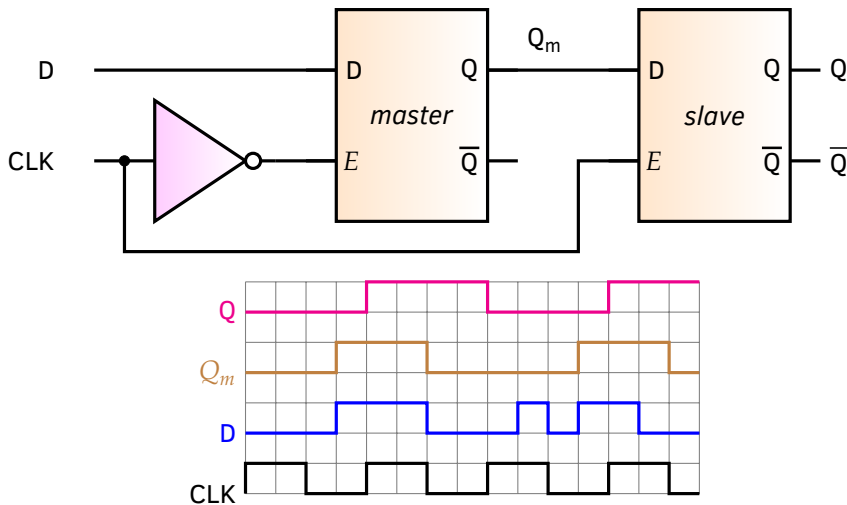 Qm
D D Q D Q Q
master slave
CLK E Q̅ E Q̅ Q̅
Q
Qm
D
CLK